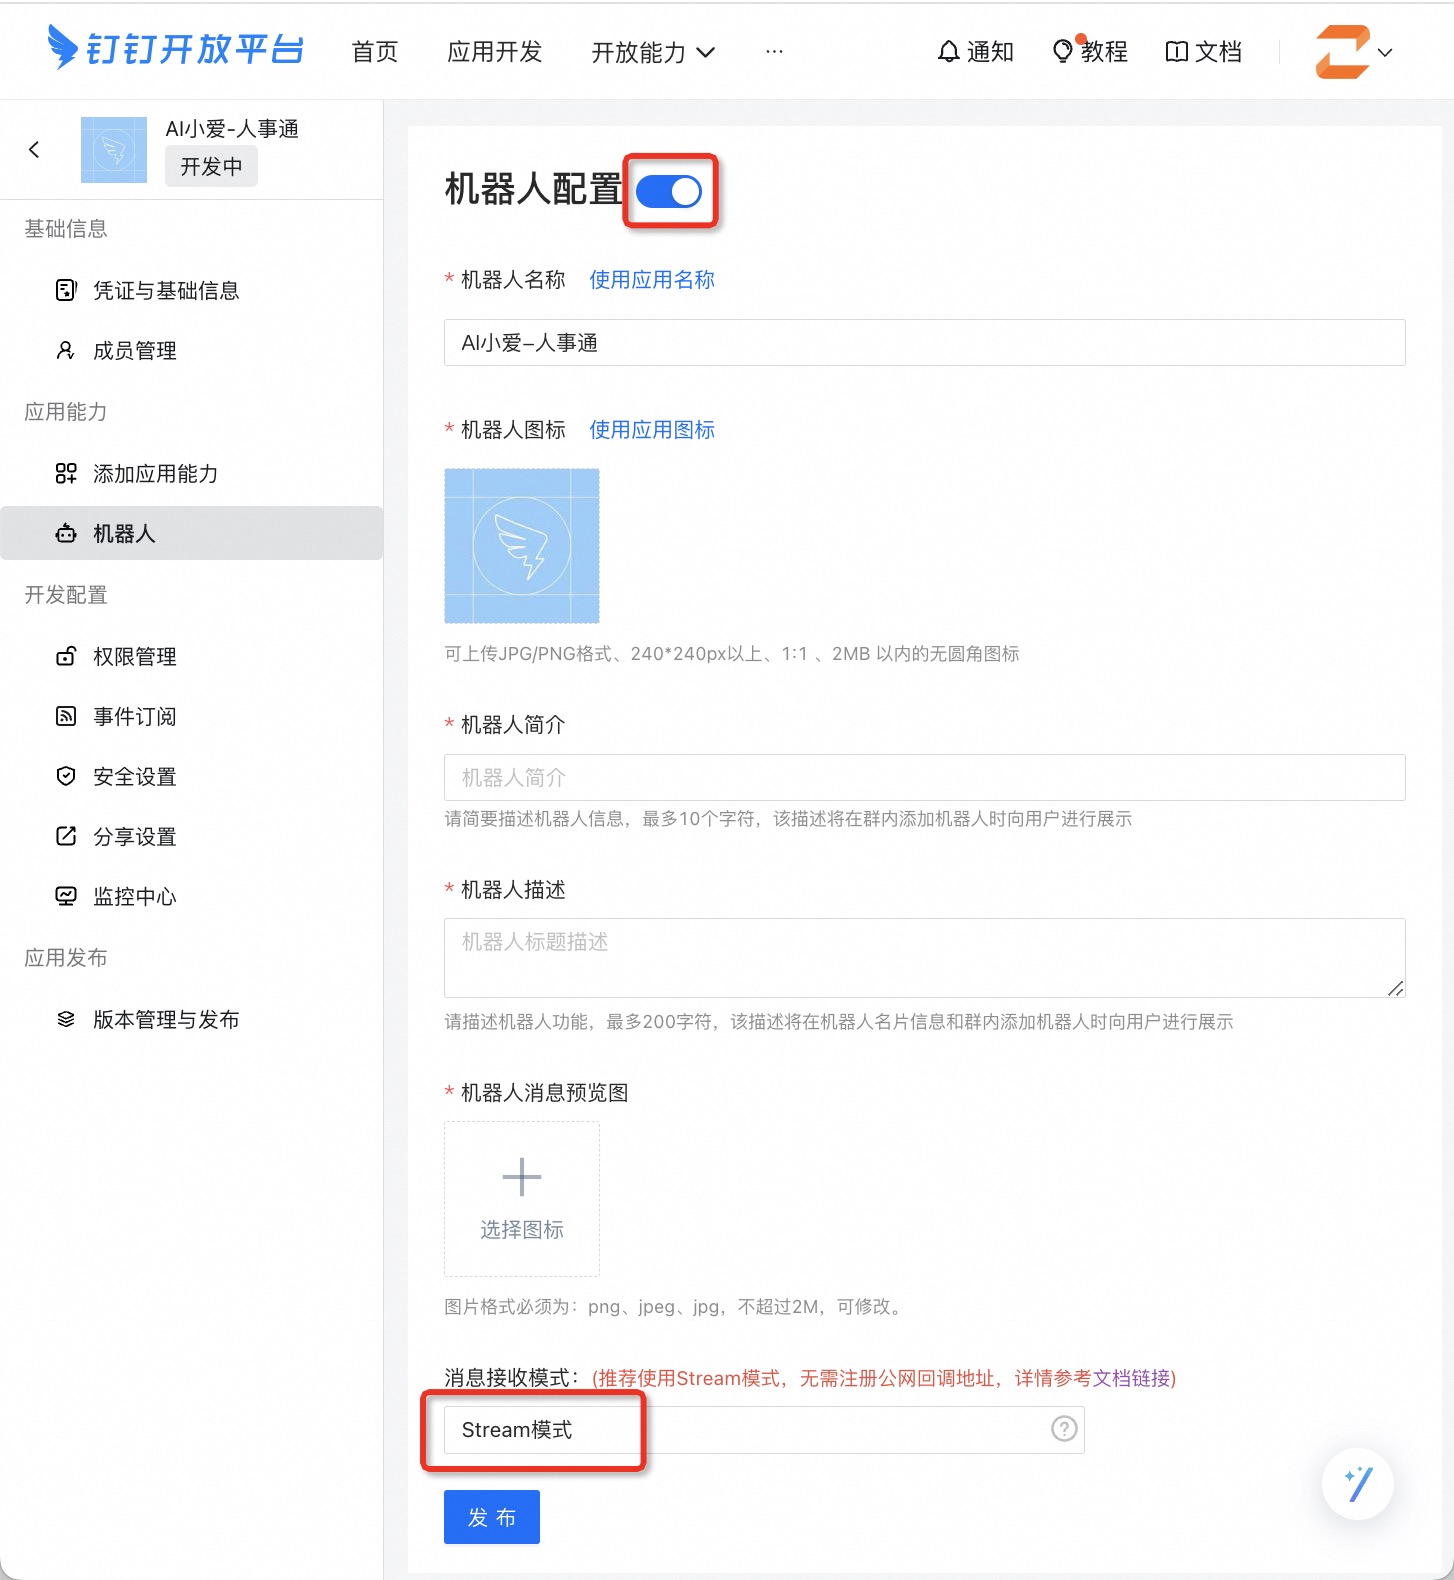 钉钉开放平台 首页 应用开发 开放能力 ··· 通知 教程 文档
AI小爱-人事通
开发中
基础信息
凭证与基础信息
成员管理
应用能力
添加应用能力
机器人
开发配置
权限管理
事件订阅
安全设置
分享设置
监控中心
应用发布
版本管理与发布
机器人配置
* 机器人名称 使用应用名称
AI小爱-人事通
* 机器人图标 使用应用图标
可上传JPG/PNG格式、240*240px以上、1:1 、2MB 以内的无圆角图标
* 机器人简介
机器人简介
请简要描述机器人信息，最多10个字符，该描述将在群内添加机器人时向用户进行展示
* 机器人描述
机器人标题描述
请描述机器人功能，最多200字符，该描述将在机器人名片信息和群内添加机器人时向用户进行展示
* 机器人消息预览图
选择图标
图片格式必须为：png、jpeg、jpg，不超过2M，可修改。
消息接收模式： (推荐使用Stream模式，无需注册公网回调地址，详情参考文档链接)
Stream模式
发 布